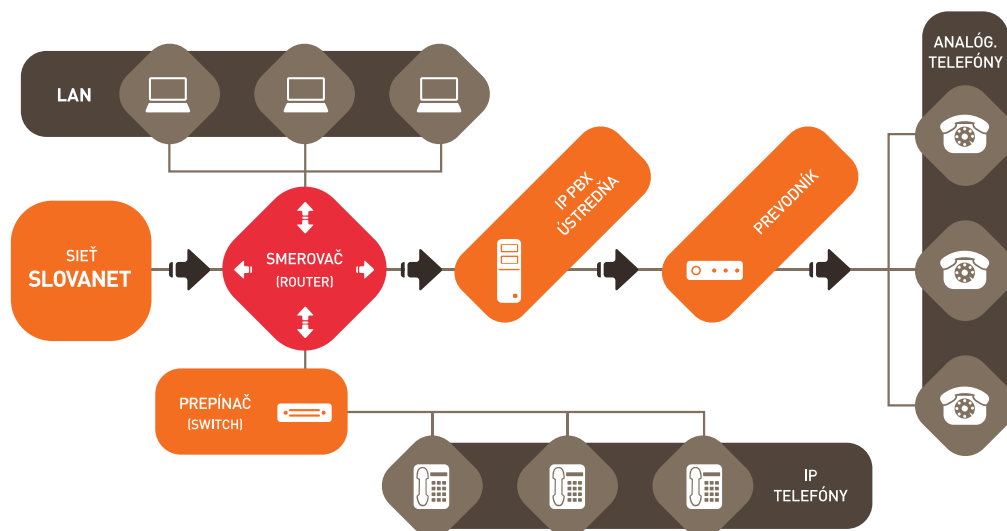 LAN
ANALÓG.
TELEFÓNY
SIEŤ
SLOVANET
SMEROVAČ
(ROUTER)
IP PBX
ÚSTREDŇA
PREVODNÍK
PREPÍNAČ
(SWITCH)
IP
TELEFÓNY